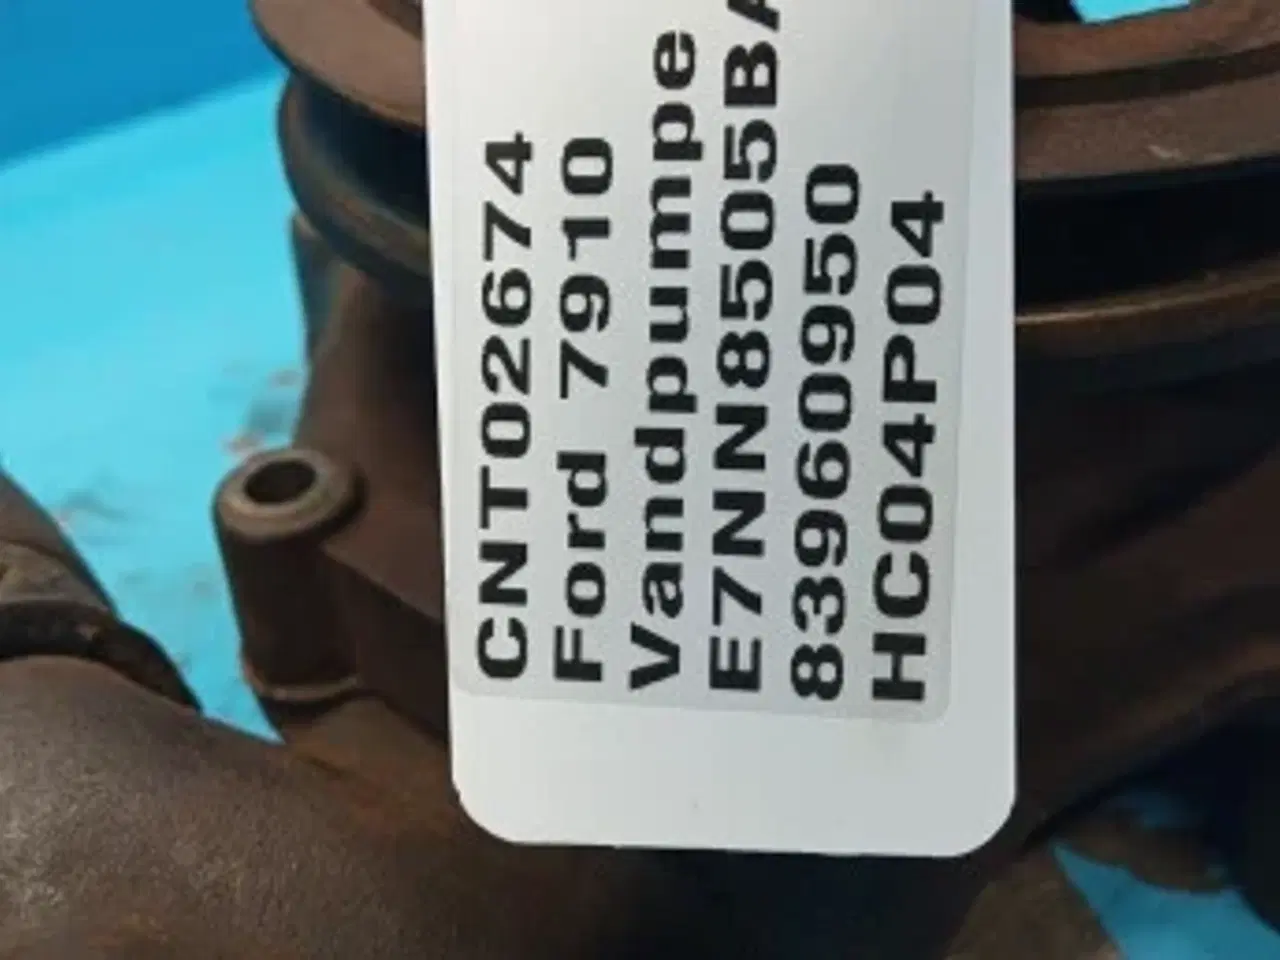 CNT02674
Ford 7910
Vandpumpe
E7NN8505BA
83960950
HC04P04